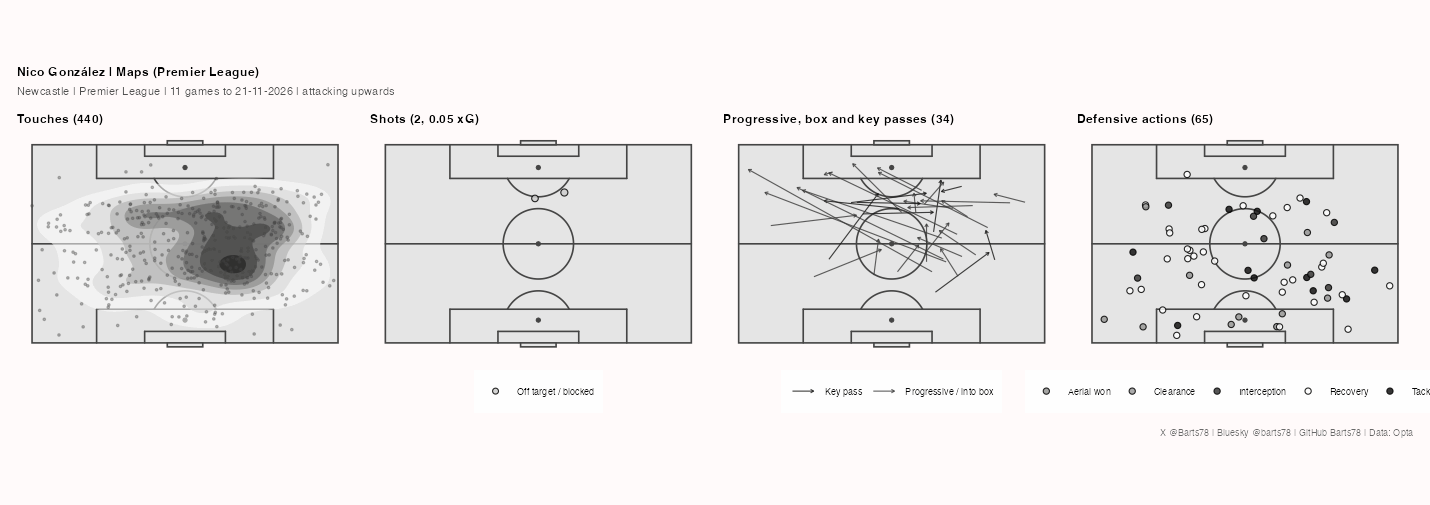 Nico González | Maps (Premier League)
Newcastle | Premier League | 11 games to 21-11-2026 | attacking upwards
Touches (440)
Shots (2, 0.05 xG)
Progressive, box and key passes (34)
Defensive actions (65)
Off target / blocked
Key pass
Progressive / into box
Aerial won
Clearance
Interception
Recovery
Tack
X @Barts78 | Bluesky @barts78 | GitHub Barts78 | Data: Opta